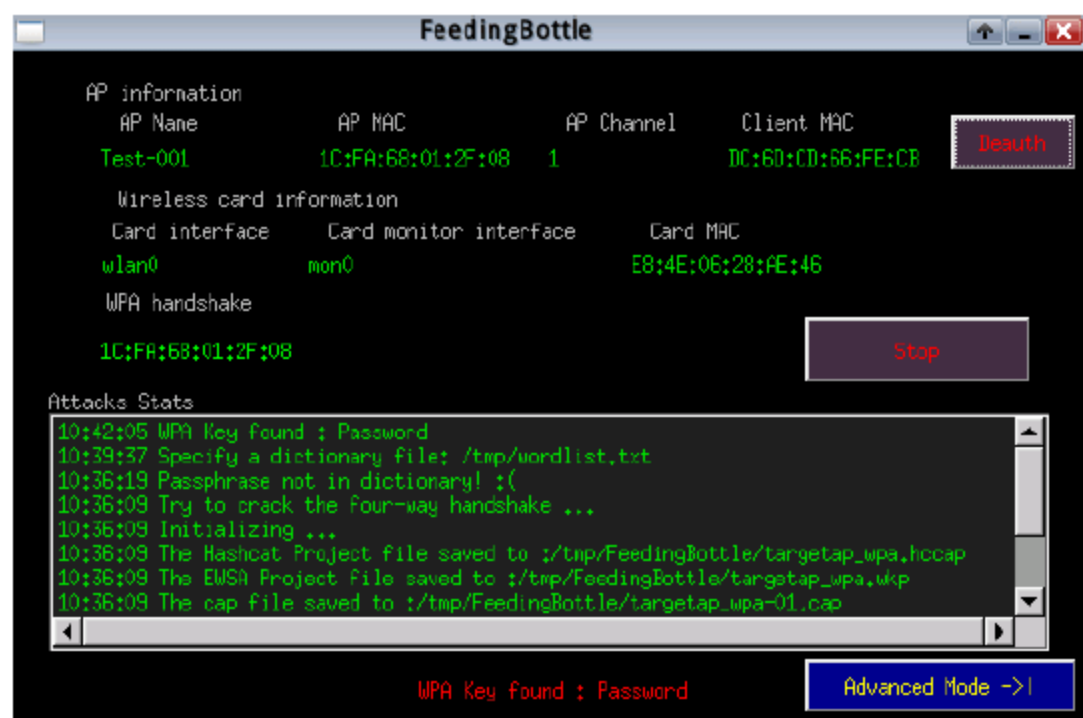 FeedingBottle
AP information
AP Name AP MAC AP Channel Client MAC
Deauth
Test-001 1C:FA:68:01:2F:08 1 DC:6D:CD:66:FE:CB
Wireless card information
Card interface Card monitor interface Card MAC
wlan0 mon0 E8:4E:06:28:AE:46
WPA handshake
1C:FA:68:01:2F:08
Stop
Attacks Stats
10:42:05 WPA Key found : Password
10:39:37 Specify a dictionary file: /tmp/wordlist.txt
10:36:19 Passphrase not in dictionary! :(
10:36:09 Try to crack the four-way handshake ...
10:36:09 Initializing ...
10:36:09 The Hashcat Project file saved to :/tmp/FeedingBottle/targetap_wpa.hccap
10:36:09 The EWSA Project file saved to :/tmp/FeedingBottle/targetap_wpa.wkp
10:36:09 The cap file saved to :/tmp/FeedingBottle/targetap_wpa-01.cap
WPA Key found : Password
Advanced Mode ->|